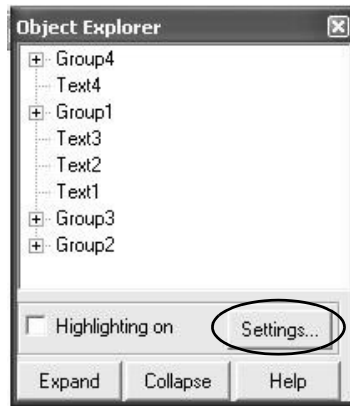 Object Explorer
Group4
Text4
Group1
Text3
Text2
Text1
Group3
Group2
Highlighting on
Settings...
Expand Collapse Help